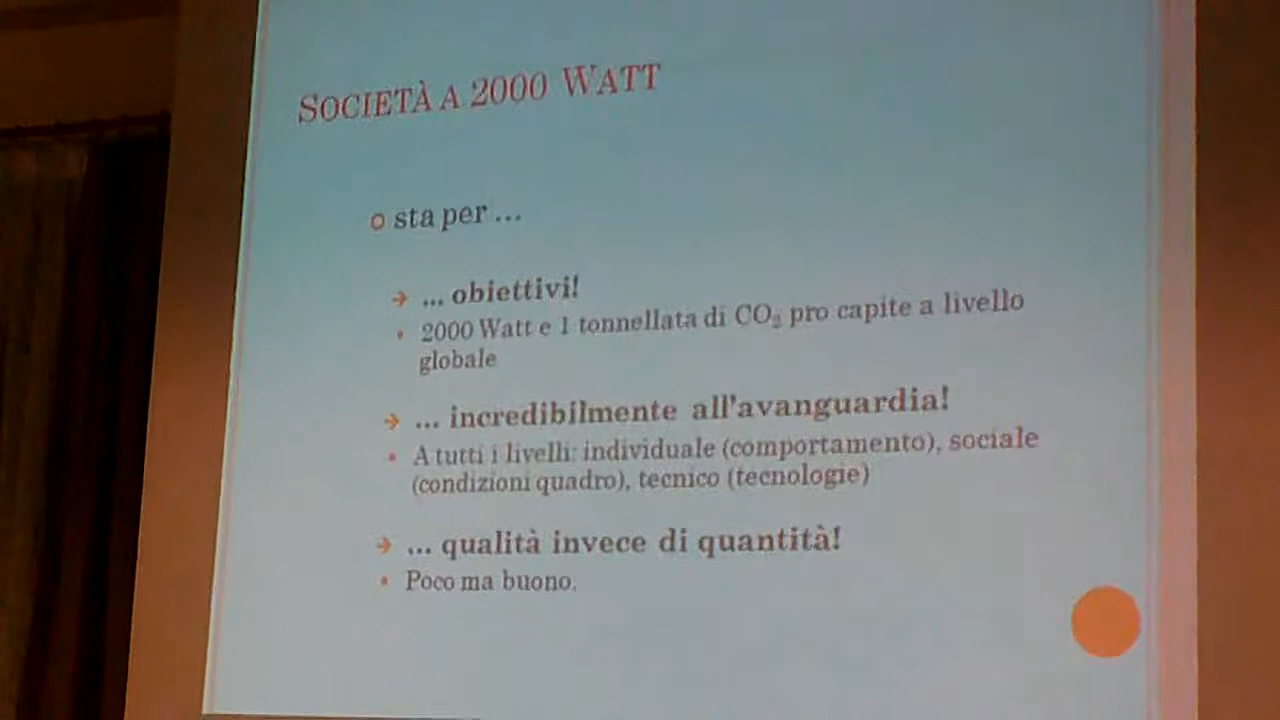 SOCIETÀ A 2000 WATT
sta per ...
... obiettivi!
2000 Watt e 1 tonnellata di CO₂ pro capite a livello
globale
... incredibilmente all'avanguardia!
A tutti i livelli: individuale (comportamento), sociale
(condizioni quadro), tecnico (tecnologie)
... qualità invece di quantità!
Poco ma buono.